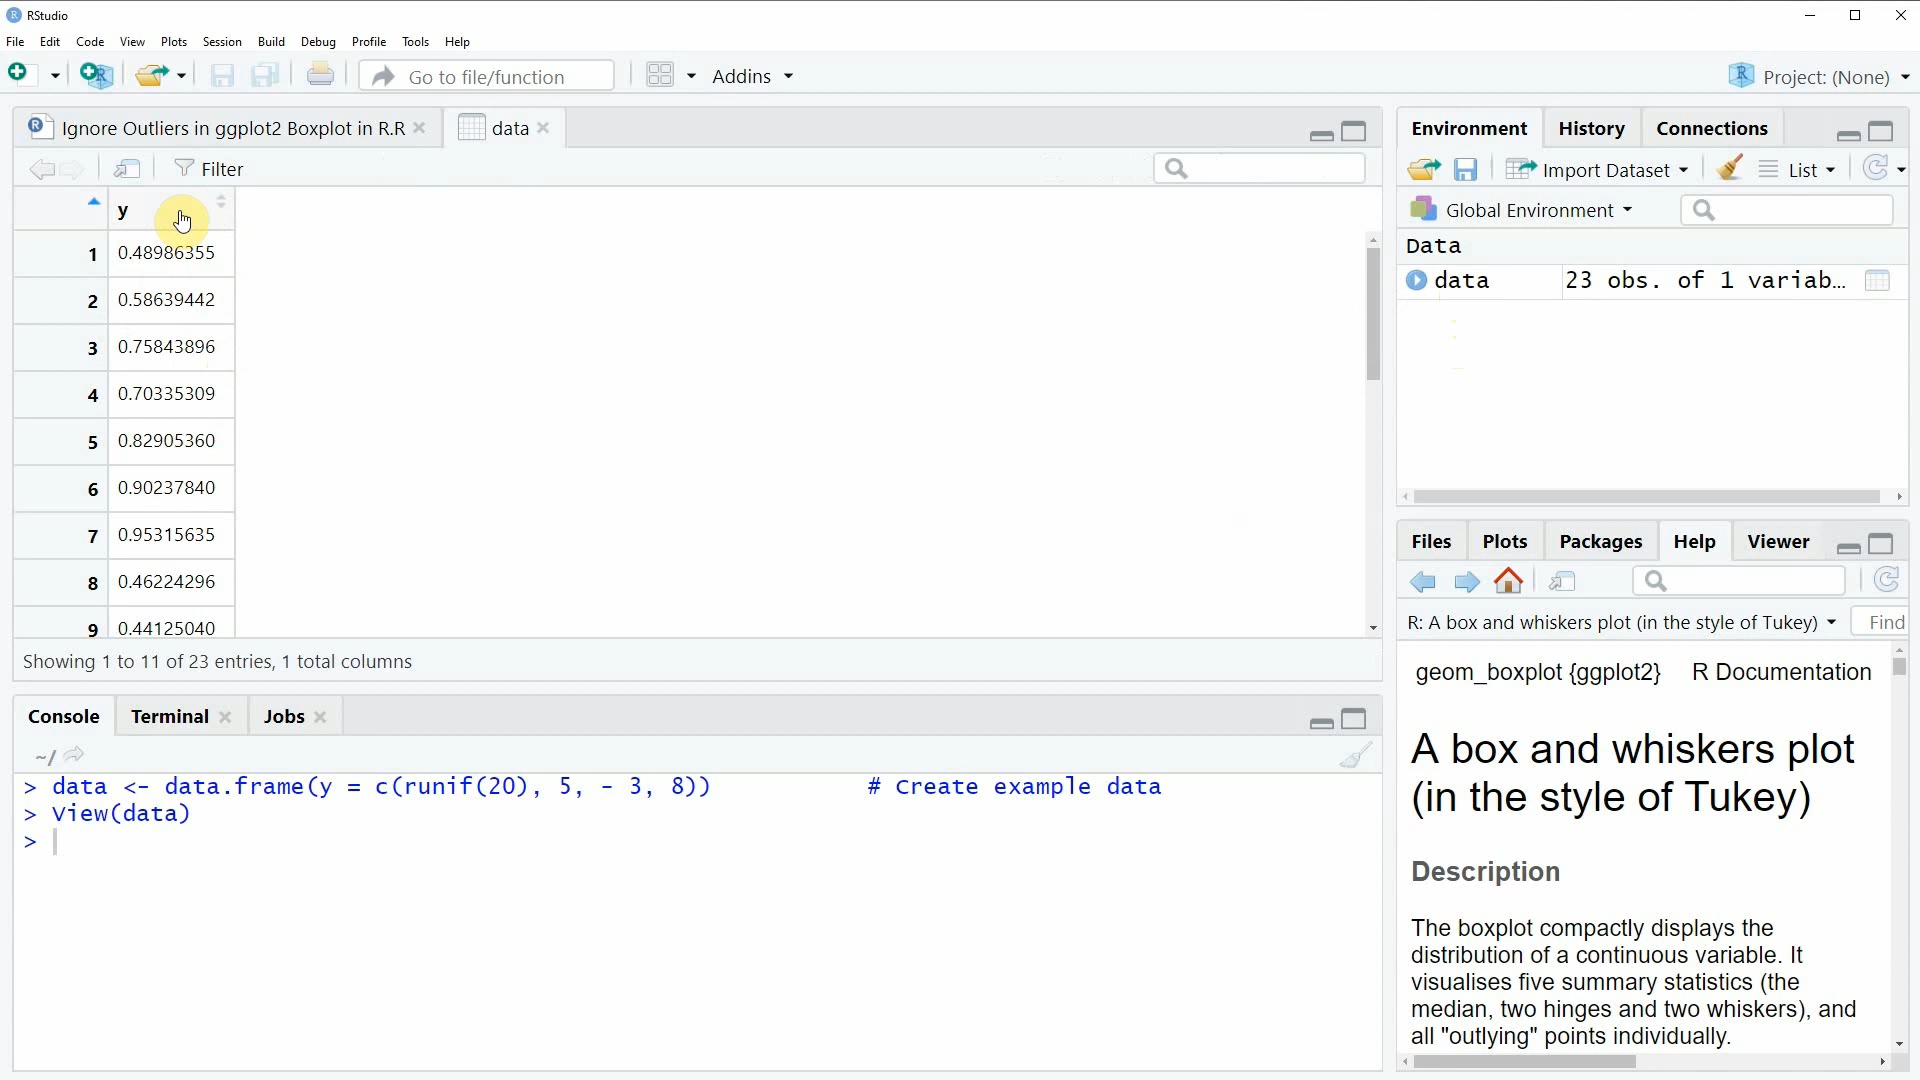 RStudio
File Edit Code View Plots Session Build Debug Profile Tools Help
Go to file/function Addins Project: (None)
Ignore Outliers in ggplot2 Boxplot in R.R data
Filter
y
1 0.48986355
2 0.58639442
3 0.75843896
4 0.70335309
5 0.82905360
6 0.90237840
7 0.95315635
8 0.46224296
9 0.44125040
Showing 1 to 11 of 23 entries, 1 total columns
Console Terminal Jobs
~/
> data <- data.frame(y = c(runif(20), 5, - 3, 8)) # Create example data
> View(data)
>
Environment History Connections
Import Dataset List
Global Environment
Data
data 23 obs. of 1 variab…
Files Plots Packages Help Viewer
R: A box and whiskers plot (in the style of Tukey) Find
geom_boxplot {ggplot2} R Documentation
A box and whiskers plot
(in the style of Tukey)
Description
The boxplot compactly displays the
distribution of a continuous variable. It
visualises five summary statistics (the
median, two hinges and two whiskers), and
all "outlying" points individually.